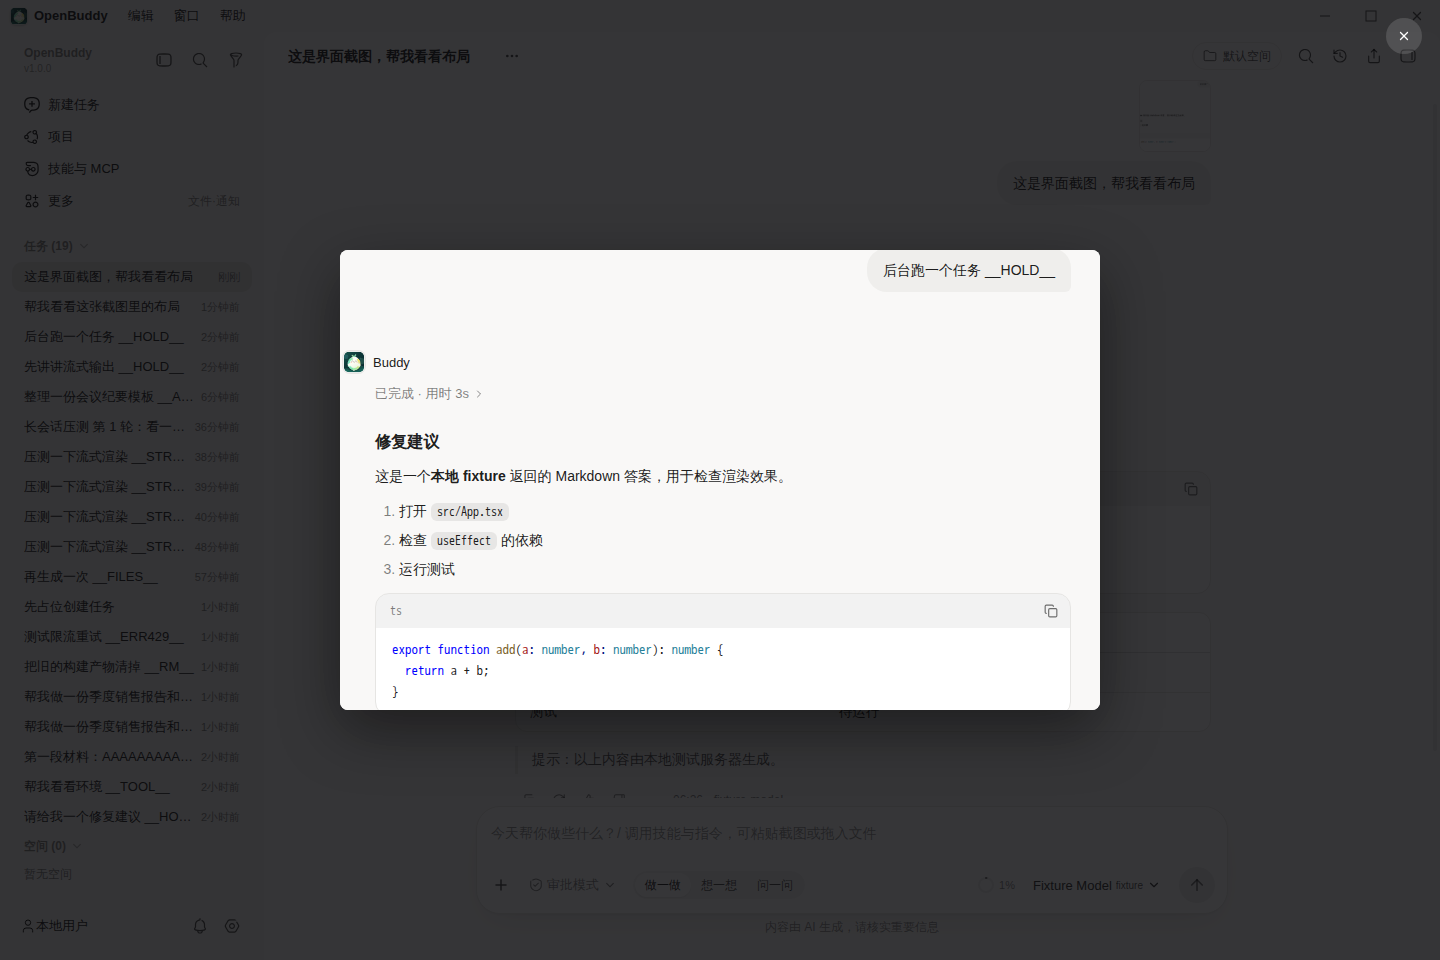 OpenBuddy 编辑 窗口 帮助
OpenBuddy
v1.0.0
新建任务
项目
技能与 MCP
更多 文件·通知
任务 (19)
这是界面截图，帮我看看布局 刚刚
帮我看看这张截图里的布局 1分钟前
后台跑一个任务 __HOLD__ 2分钟前
先讲讲流式输出 __HOLD__ 2分钟前
整理一份会议纪要模板 __A... 6分钟前
长会话压测 第 1 轮：看一... 36分钟前
压测一下流式渲染 __STR... 38分钟前
压测一下流式渲染 __STR... 39分钟前
压测一下流式渲染 __STR... 40分钟前
压测一下流式渲染 __STR... 48分钟前
再生成一次 __FILES__ 57分钟前
先占位创建任务 1小时前
测试限流重试 __ERR429__ 1小时前
把旧的构建产物清掉 __RM__ 1小时前
帮我做一份季度销售报告和... 1小时前
帮我做一份季度销售报告和... 1小时前
第一段材料：AAAAAAAAA... 2小时前
帮我看看环境 __TOOL__ 2小时前
请给我一个修复建议 __HO... 2小时前
空间 (0)
暂无空间
本地用户
这是界面截图，帮我看看布局
默认空间
这是界面截图，帮我看看布局
后台跑一个任务 __HOLD__
Buddy
已完成 · 用时 3s
修复建议
这是一个本地 fixture 返回的 Markdown 答案，用于检查渲染效果。
1. 打开 src/App.tsx
2. 检查 useEffect 的依赖
3. 运行测试
ts
export function add(a: number, b: number): number {
return a + b;
}
测试 待运行
提示：以上内容由本地测试服务器生成。
今天帮你做些什么？/ 调用技能与指令，可粘贴截图或拖入文件
审批模式 做一做 想一想 问一问 1% Fixture Model fixture
内容由 AI 生成，请核实重要信息